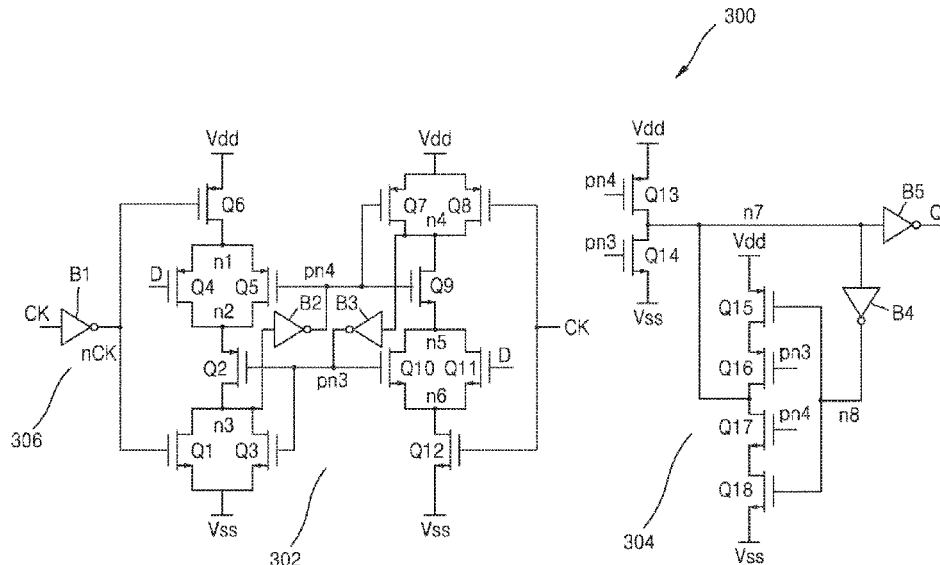 300
Vdd
Vdd
Vdd
pn4
Q13
Q6
Q7
Q8
n4
n7
B5
Q
pn3
Q14
Vdd
n1
pn4
D
Q4
Q5
Q9
B1
B2
B3
Vss
Q15
B4
CK
n2
CK
nCK
n5
D
Q2
pn3
Q10
Q11
Q16
pn3
n3
n6
n8
pn4
306
Q17
Q1
Q3
Q12
Q18
Vss
302
Vss
304
Vss